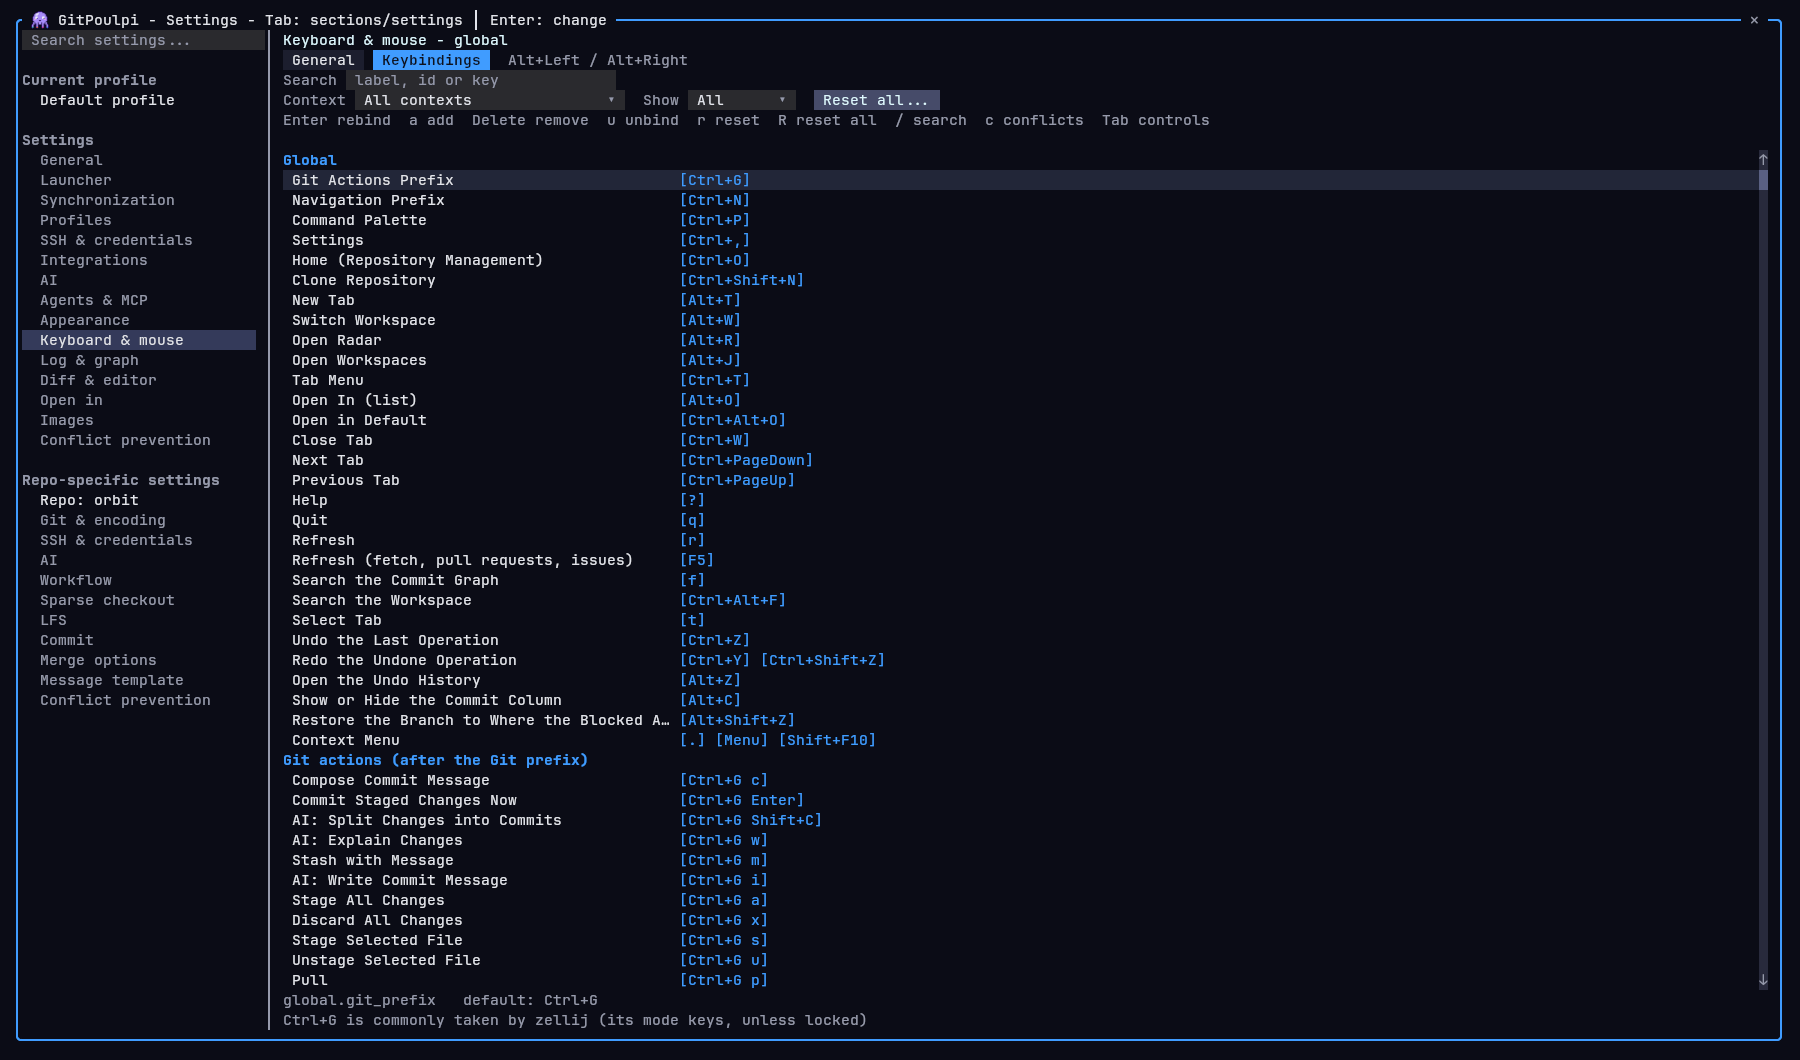 GitPoulpi - Settings - Tab: sections/settings │ Enter: change ×
Search settings...
Current profile
Default profile
Settings
General
Launcher
Synchronization
Profiles
SSH & credentials
Integrations
AI
Agents & MCP
Appearance
Keyboard & mouse
Log & graph
Diff & editor
Open in
Images
Conflict prevention
Repo-specific settings
Repo: orbit
Git & encoding
SSH & credentials
AI
Workflow
Sparse checkout
LFS
Commit
Merge options
Message template
Conflict prevention
Keyboard & mouse - global
General Keybindings Alt+Left / Alt+Right
Search label, id or key
Context All contexts ▾ Show All ▾ Reset all...
Enter rebind a add Delete remove u unbind r reset R reset all / search c conflicts Tab controls
Global ↑
Git Actions Prefix [Ctrl+G]
Navigation Prefix [Ctrl+N]
Command Palette [Ctrl+P]
Settings [Ctrl+,]
Home (Repository Management) [Ctrl+O]
Clone Repository [Ctrl+Shift+N]
New Tab [Alt+T]
Switch Workspace [Alt+W]
Open Radar [Alt+R]
Open Workspaces [Alt+J]
Tab Menu [Ctrl+T]
Open In (list) [Alt+O]
Open in Default [Ctrl+Alt+O]
Close Tab [Ctrl+W]
Next Tab [Ctrl+PageDown]
Previous Tab [Ctrl+PageUp]
Help [?]
Quit [q]
Refresh [r]
Refresh (fetch, pull requests, issues) [F5]
Search the Commit Graph [f]
Search the Workspace [Ctrl+Alt+F]
Select Tab [t]
Undo the Last Operation [Ctrl+Z]
Redo the Undone Operation [Ctrl+Y] [Ctrl+Shift+Z]
Open the Undo History [Alt+Z]
Show or Hide the Commit Column [Alt+C]
Restore the Branch to Where the Blocked A… [Alt+Shift+Z]
Context Menu [.] [Menu] [Shift+F10]
Git actions (after the Git prefix)
Compose Commit Message [Ctrl+G c]
Commit Staged Changes Now [Ctrl+G Enter]
AI: Split Changes into Commits [Ctrl+G Shift+C]
AI: Explain Changes [Ctrl+G w]
Stash with Message [Ctrl+G m]
AI: Write Commit Message [Ctrl+G i]
Stage All Changes [Ctrl+G a]
Discard All Changes [Ctrl+G x]
Stage Selected File [Ctrl+G s]
Unstage Selected File [Ctrl+G u]
Pull [Ctrl+G p] ↓
global.git_prefix default: Ctrl+G
Ctrl+G is commonly taken by zellij (its mode keys, unless locked)